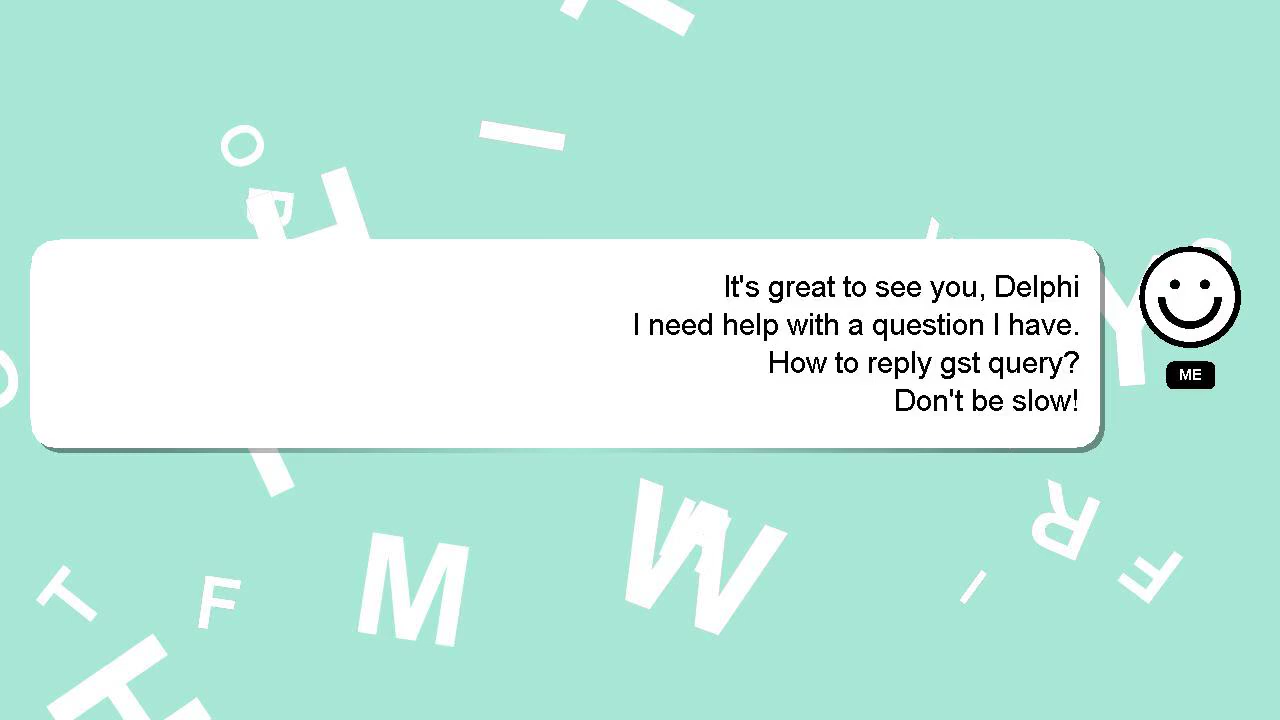 It's great to see you, Delphi
I need help with a question I have.
How to reply gst query?
Don't be slow!
ME
O
I
H
Y
T
F
M
W
I
R
F
H